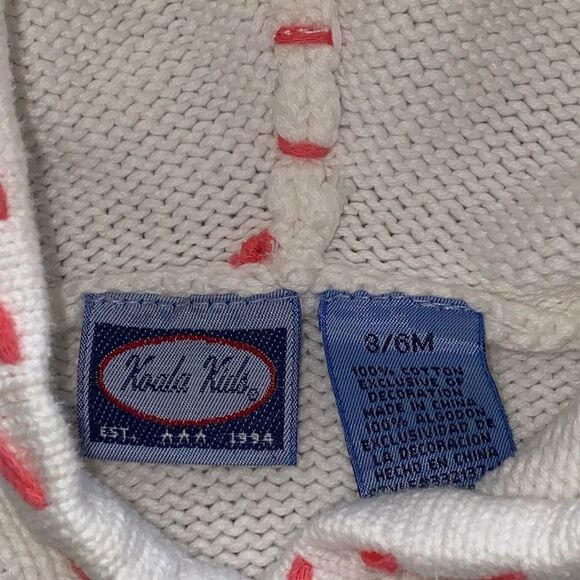 Koala Kids®
EST. AAA 1994
3/6M
100% COTTON
EXCLUSIVE OF
DECORATION
MADE IN CHINA
100% ALGODON
EXCLUSIVIDAD DE
LA DECORACION
HECHO EN CHINA